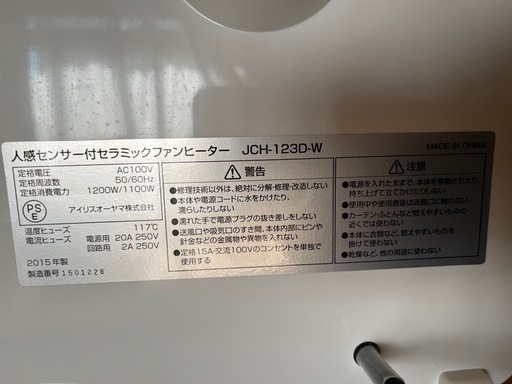 人感センサー付セラミックファンヒーター JCH-123D-W MADE IN CHINA
定格電圧 AC100V
定格周波数 50/60Hz
定格消費電力 1200W/1100W
PSE アイリスオーヤマ株式会社
温度ヒューズ 117℃
電流ヒューズ 電源用 20A 250V
回路用 2A 250V
2015年製
製造番号 1501228
警告
●修理技術以外は、絶対に分解・修理・改造しない
●本体や電源コードに水をかけたり、
濡らしたりしない
●濡れた手で電源プラグの抜き差しをしない
●送風口や吸気口のすき間、本体内部にピンや
針金などの金属物や異物を入れない
●定格15A・交流100Vのコンセントを単独で
使用する
注意
●電源を入れたままで、本体を移動させたり、
持ち上げて立てかけたりしない
●使用中や使用直後は送風口に触れない
●カーテン・ふとんなど燃えやすいものの
近くでは使わない
●本体に衣類など、燃えやすいものを
掛けて使わない
●乾燥など、他の用途に使わない